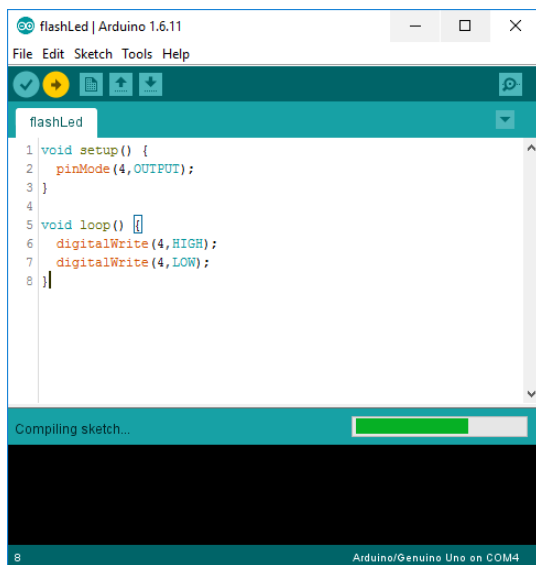 flashLed | Arduino 1.6.11
File Edit Sketch Tools Help
flashLed
1 void setup() {
2   pinMode(4,OUTPUT);
3 }
4
5 void loop() {
6   digitalWrite(4,HIGH);
7   digitalWrite(4,LOW);
8 }
Compiling sketch...
8 Arduino/Genuino Uno on COM4